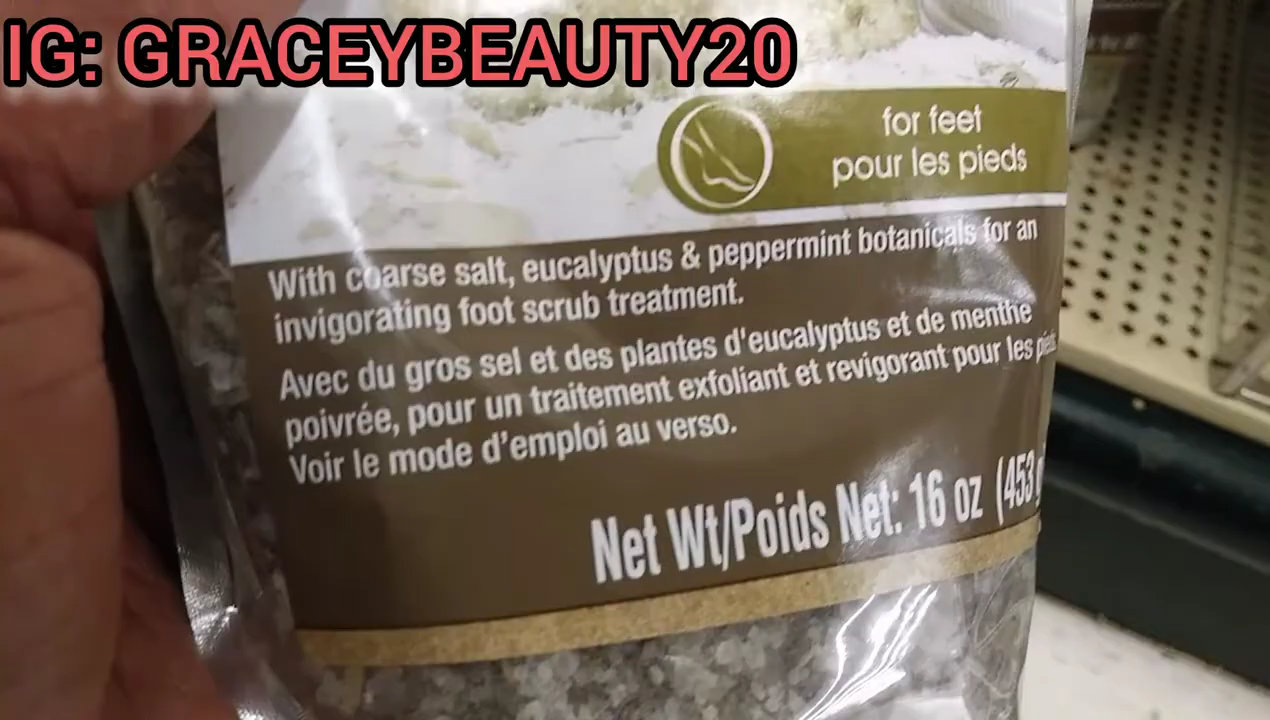 IG: GRACEYBEAUTY20
for feet
pour les pieds
With coarse salt, eucalyptus & peppermint botanicals for an
invigorating foot scrub treatment.
Avec du gros sel et des plantes d'eucalyptus et de menthe
poivrée, pour un traitement exfoliant et revigorant pour les pieds.
Voir le mode d'emploi au verso.
Net Wt/Poids Net: 16 oz (453 g